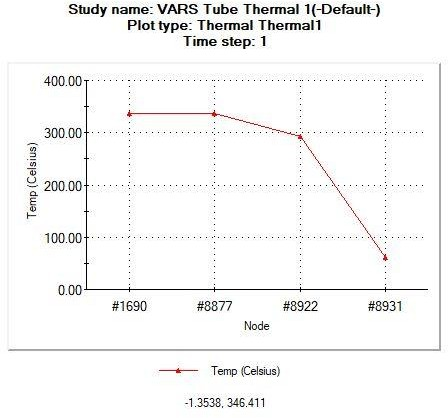 Study name: VARS Tube Thermal 1(-Default-)
Plot type: Thermal Thermal1
Time step: 1
400.00
300.00
200.00
100.00
0.00
Temp (Celsius)
#1690 #8877 #8922 #8931
Node
Temp (Celsius)
-1.3538, 346.411